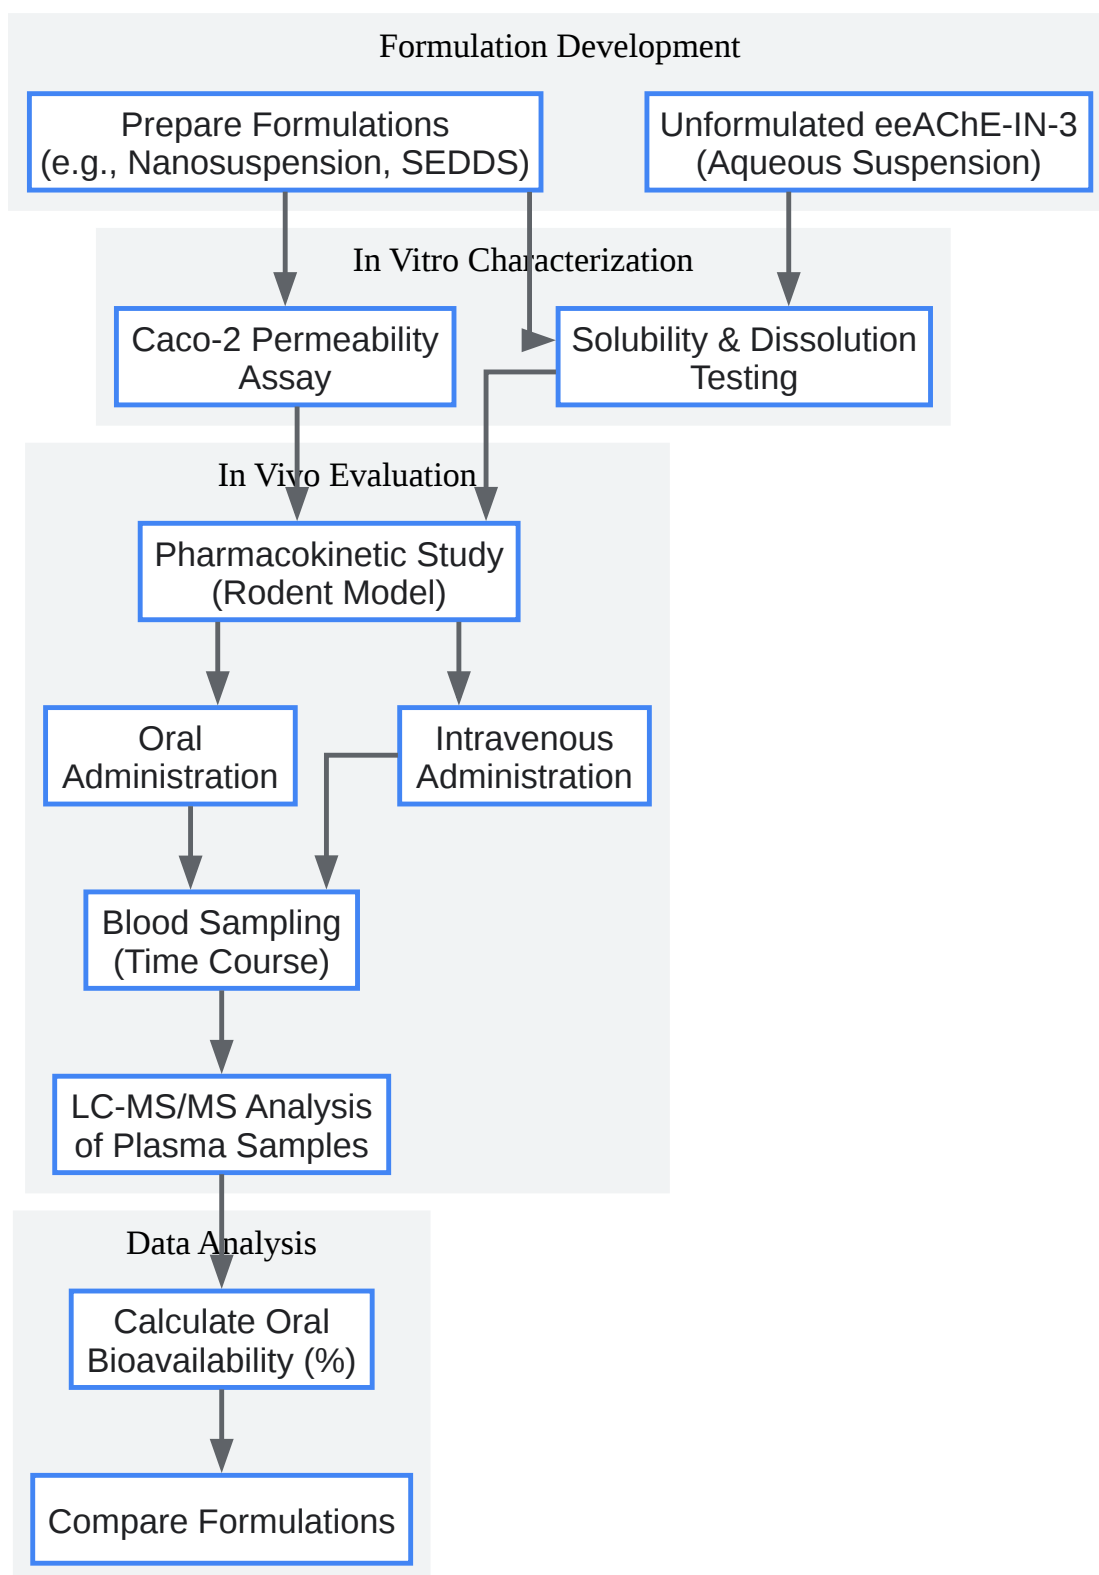 Formulation Development
Prepare Formulations
(e.g., Nanosuspension, SEDDS)
Unformulated eeAChE-IN-3
(Aqueous Suspension)
In Vitro Characterization
Caco-2 Permeability
Assay
Solubility & Dissolution
Testing
In Vivo Evaluation
Pharmacokinetic Study
(Rodent Model)
Oral
Administration
Intravenous
Administration
Blood Sampling
(Time Course)
LC-MS/MS Analysis
of Plasma Samples
Data Analysis
Calculate Oral
Bioavailability (%)
Compare Formulations